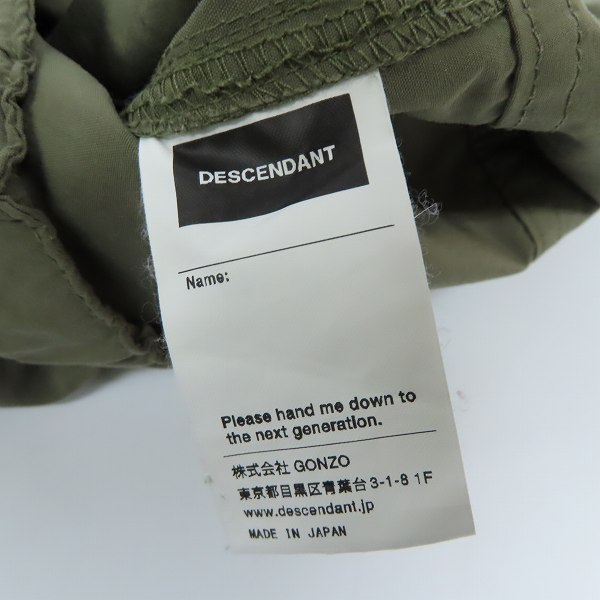 DESCENDANT
Name:
Please hand me down to
the next generation.
株式会社 GONZO
東京都目黒区青葉台3-1-8 1F
www.descendant.jp
MADE IN JAPAN